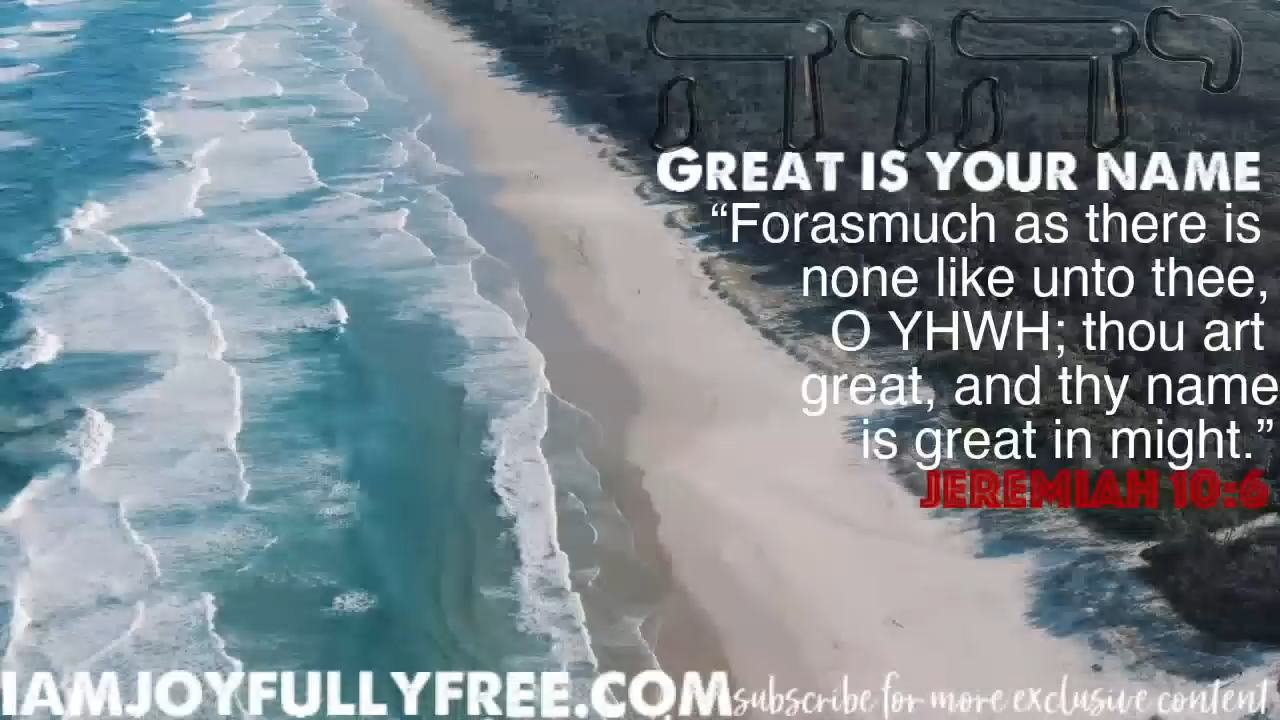 יהוה
GREAT IS YOUR NAME
“Forasmuch as there is
none like unto thee,
O YHWH; thou art
great, and thy name
is great in might.”
JEREMIAH 10:6
IAMJOYFULLYFREE.COM subscribe for more exclusive content